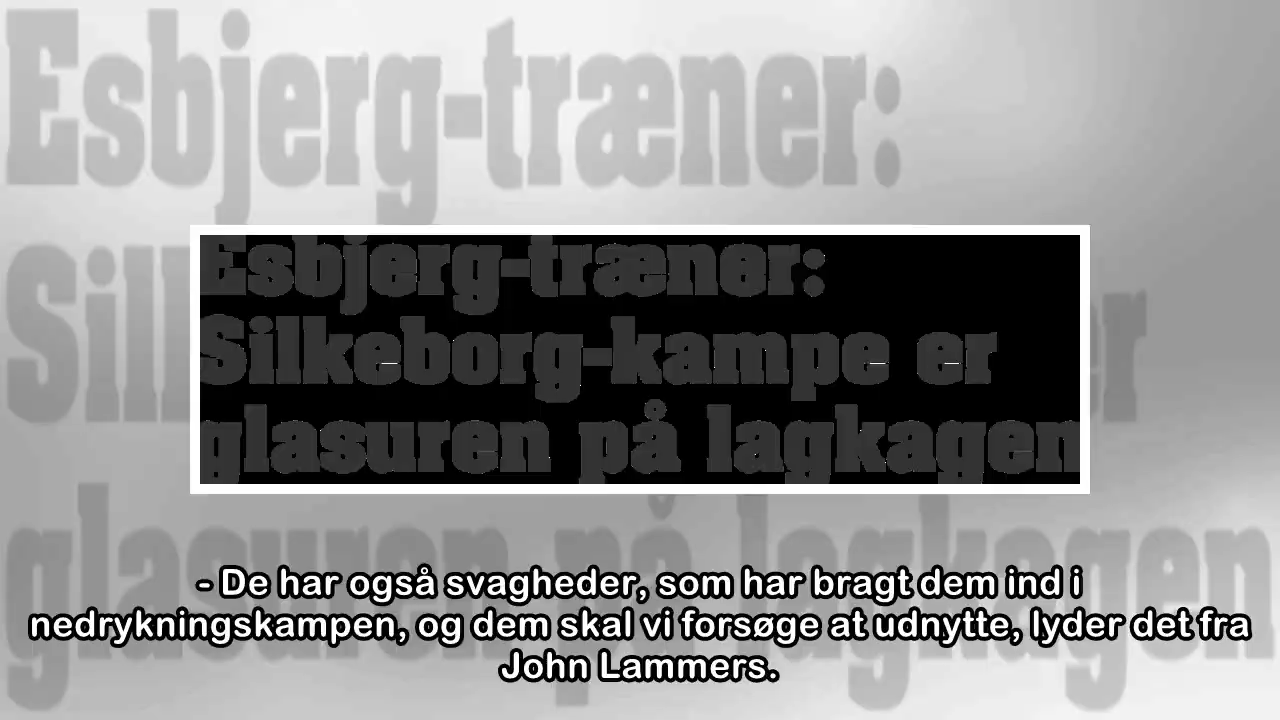 Esbjerg-træner:
Silkeborg-kampe er
glasuren på lagkagen
- De har også svagheder, som har bragt dem ind i
nedrykningskampen, og dem skal vi forsøge at udnytte, lyder det fra
John Lammers.